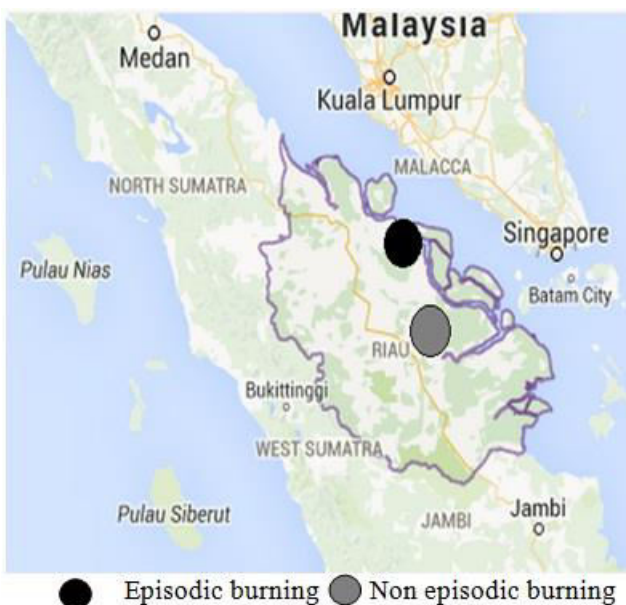 Malaysia
Medan
Kuala Lumpur
MALACCA
NORTH SUMATRA
Singapore
Pulau Nias
Batam City
RIAU
Bukittinggi
WEST SUMATRA
Pulau Siberut
Jambi
JAMBI
Episodic burning Non episodic burning